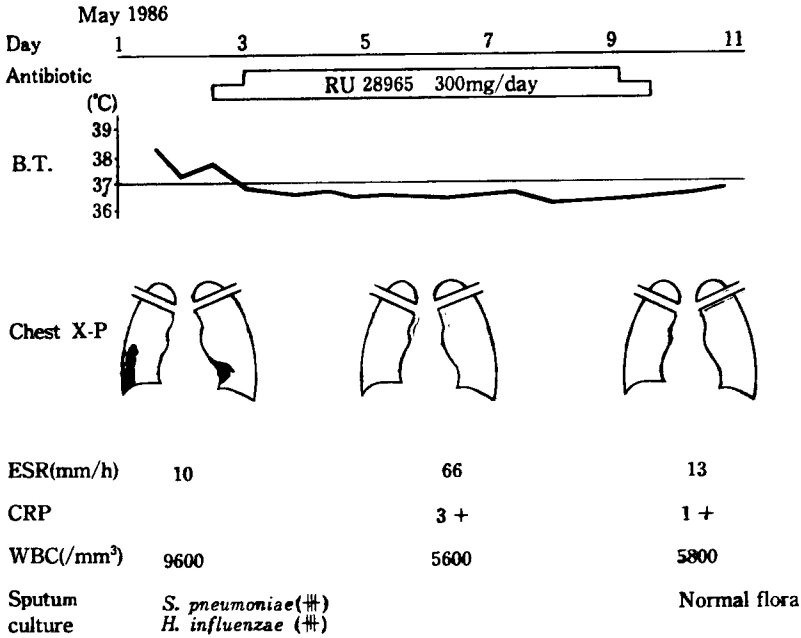 May 1986
Day 1 3 5 7 9 11
Antibiotic RU 28965 300mg/day
(℃)
39
B.T. 38
37
36
Chest X-P
ESR(mm/h) 10 66 13
CRP 3 + 1 +
WBC(/mm³) 9600 5600 5800
Sputum S. pneumoniae(卌) Normal flora
culture H. influenzae (卌)